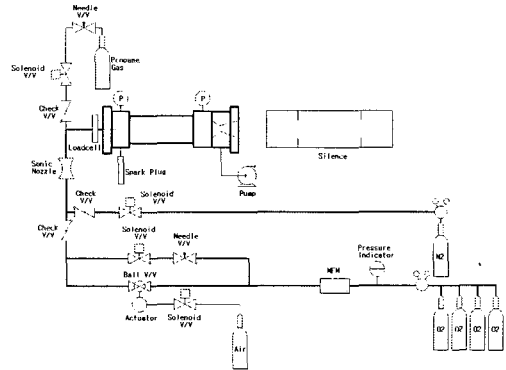 Needle
V/V
Propane
Gas
Solenoid
V/V
Check
V/V
P
P
Loadcell
Silence
Sonic
Nozzle
Spark Plug
Pump
Check
V/V
Solenoid
V/V
Check
V/V
Solenoid
V/V
Needle
V/V
Pressure
Indicator
N2
Ball V/V
MFM
Actuator
Solenoid
V/V
Air
O2
O2
O2
O2